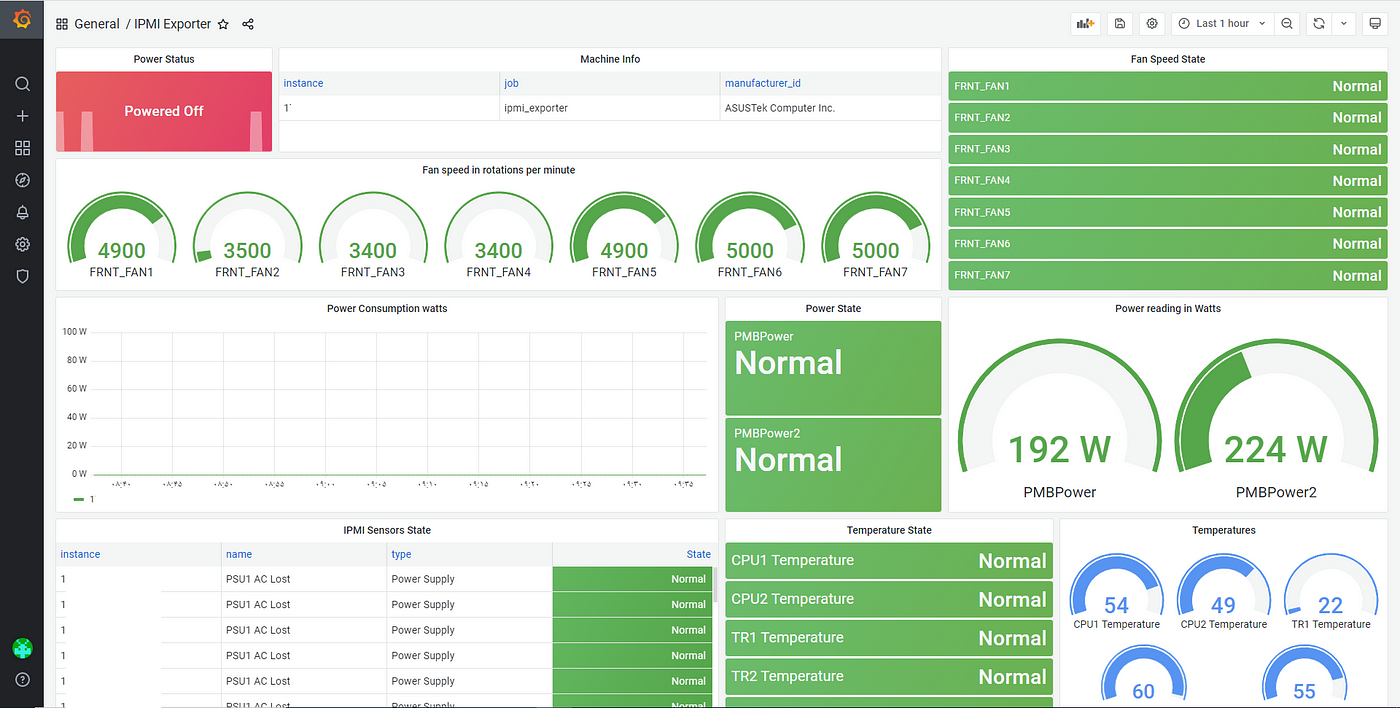 General / IPMI Exporter
Last 1 hour
Power Status
Powered Off
Machine Info
instance job manufacturer_id
1' ipmi_exporter ASUSTek Computer Inc.
Fan Speed State
FRNT_FAN1 Normal
FRNT_FAN2 Normal
FRNT_FAN3 Normal
FRNT_FAN4 Normal
FRNT_FAN5 Normal
FRNT_FAN6 Normal
FRNT_FAN7 Normal
Fan speed in rotations per minute
4900 3500 3400 3400 4900 5000 5000
FRNT_FAN1 FRNT_FAN2 FRNT_FAN3 FRNT_FAN4 FRNT_FAN5 FRNT_FAN6 FRNT_FAN7
Power Consumption watts
100 W
80 W
60 W
40 W
20 W
0 W
۰۸:۴۰ ۰۸:۴۵ ۰۸:۵۰ ۰۸:۵۵ ۰۹:۰۰ ۰۹:۰۵ ۰۹:۱۰ ۰۹:۱۵ ۰۹:۲۰ ۰۹:۲۵ ۰۹:۳۰ ۰۹:۳۵
1
Power State
PMBPower
Normal
PMBPower2
Normal
Power reading in Watts
192 W 224 W
PMBPower PMBPower2
IPMI Sensors State
instance name type State
1 PSU1 AC Lost Power Supply Normal
1 PSU1 AC Lost Power Supply Normal
1 PSU1 AC Lost Power Supply Normal
1 PSU1 AC Lost Power Supply Normal
1 PSU1 AC Lost Power Supply Normal
1 PSU1 AC Lost Power Supply Normal
Temperature State
CPU1 Temperature Normal
CPU2 Temperature Normal
TR1 Temperature Normal
TR2 Temperature Normal
Temperatures
54 49 22
CPU1 Temperature CPU2 Temperature TR1 Temperature
60 55